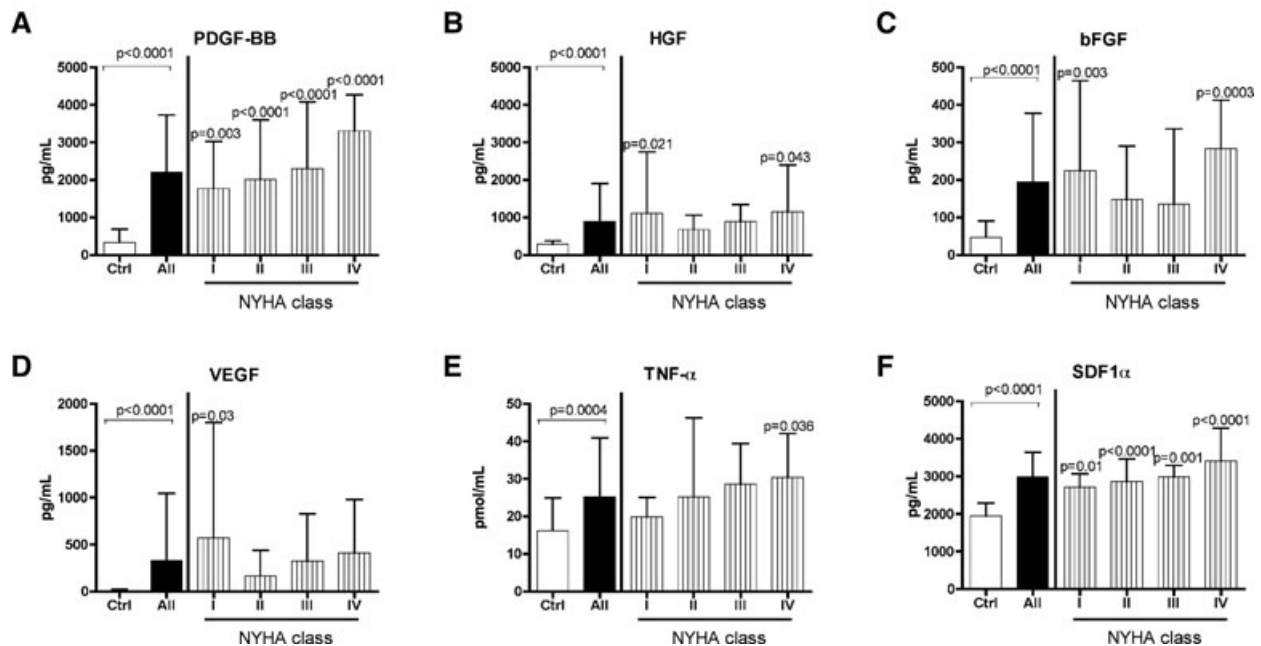 A
PDGF-BB
p<0.0001
5000
4000
3000
2000
1000
0
pg/mL
p=0.003
p<0.0001
p<0.0001
p<0.0001
Ctrl All I II III IV
NYHA class
B
HGF
p<0.0001
5000
4000
3000
2000
1000
0
pg/mL
p=0.021
p=0.043
Ctrl All I II III IV
NYHA class
C
bFGF
p<0.0001
500
400
300
200
100
0
pg/mL
p=0.003
p=0.0003
Ctrl All I II III IV
NYHA class
D
VEGF
p<0.0001
2000
1500
1000
500
0
pg/mL
p=0.03
Ctrl All I II III IV
NYHA class
E
TNF-α
p=0.0004
50
40
30
20
10
0
pmol/mL
p=0.036
Ctrl All I II III IV
NYHA class
F
SDF1α
p<0.0001
5000
4000
3000
2000
1000
0
pg/mL
p=0.01
p<0.0001
p=0.001
p<0.0001
Ctrl All I II III IV
NYHA class